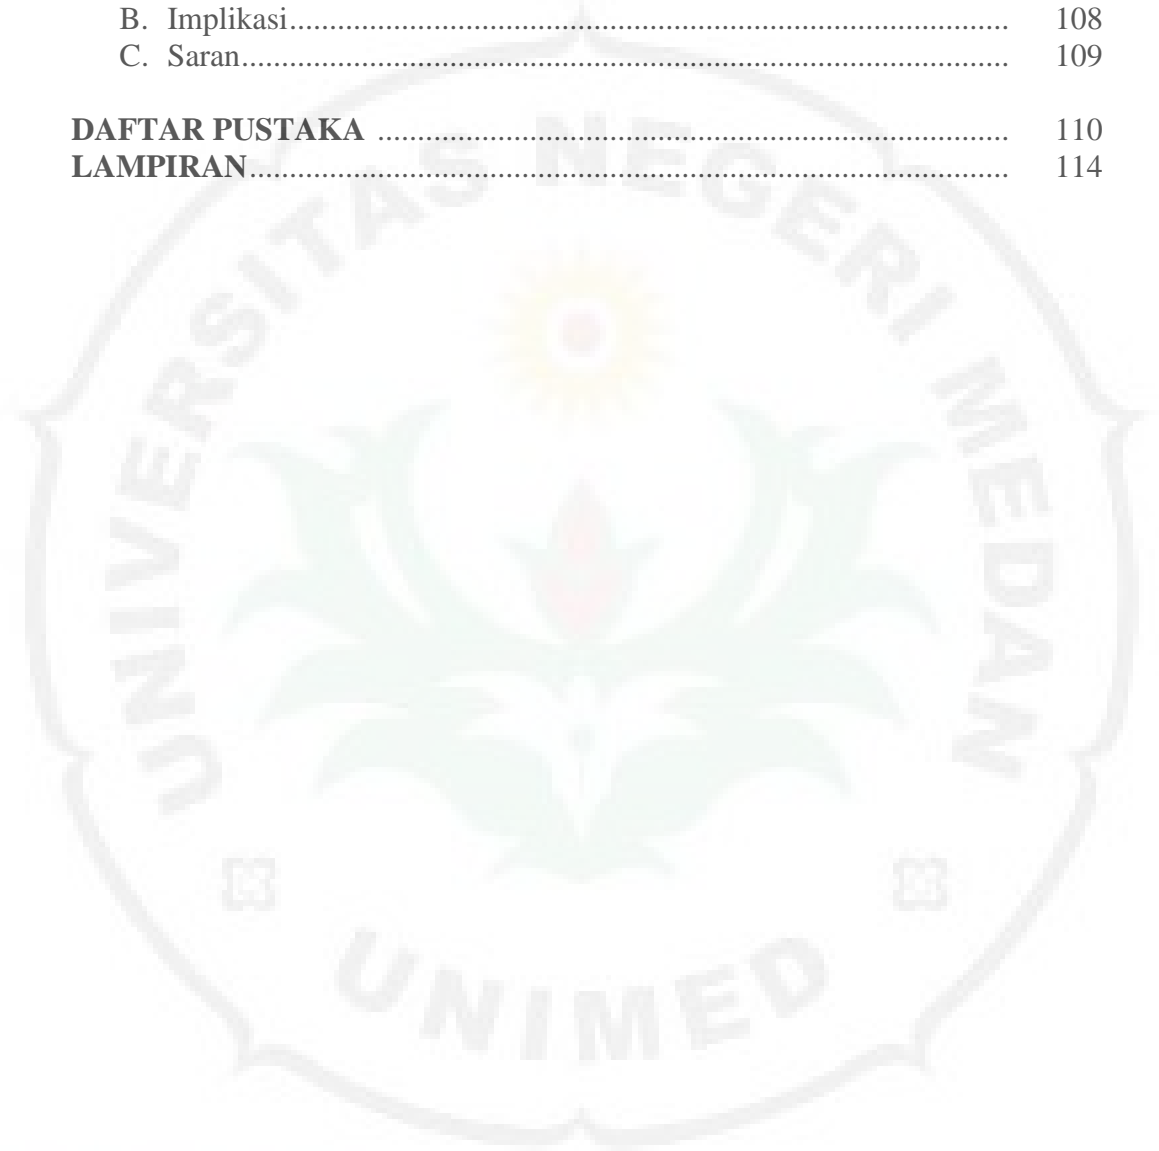 B. Implikasi.......................................................................................... 108
C. Saran................................................................................................ 109
DAFTAR PUSTAKA ............................................................................... 110
LAMPIRAN............................................................................................... 114
UNIVERSITAS NEGERI MEDAN
UNIMED